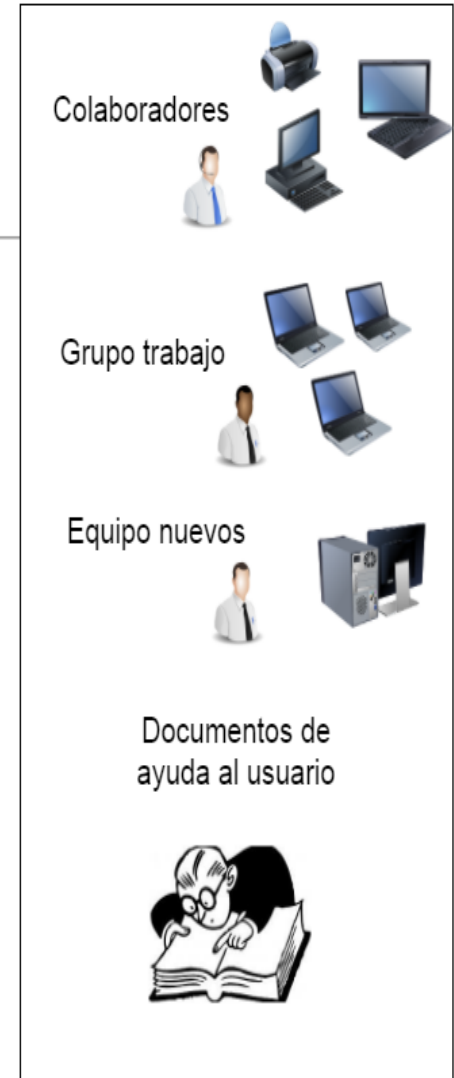 Colaboradores
Grupo trabajo
Equipo nuevos
Documentos de
ayuda al usuario